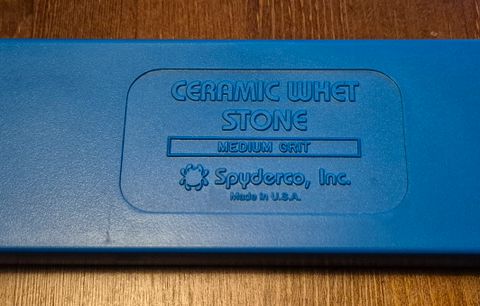 CERAMIC WHET
STONE
MEDIUM GRIT
Spyderco, Inc.
Made in U.S.A.